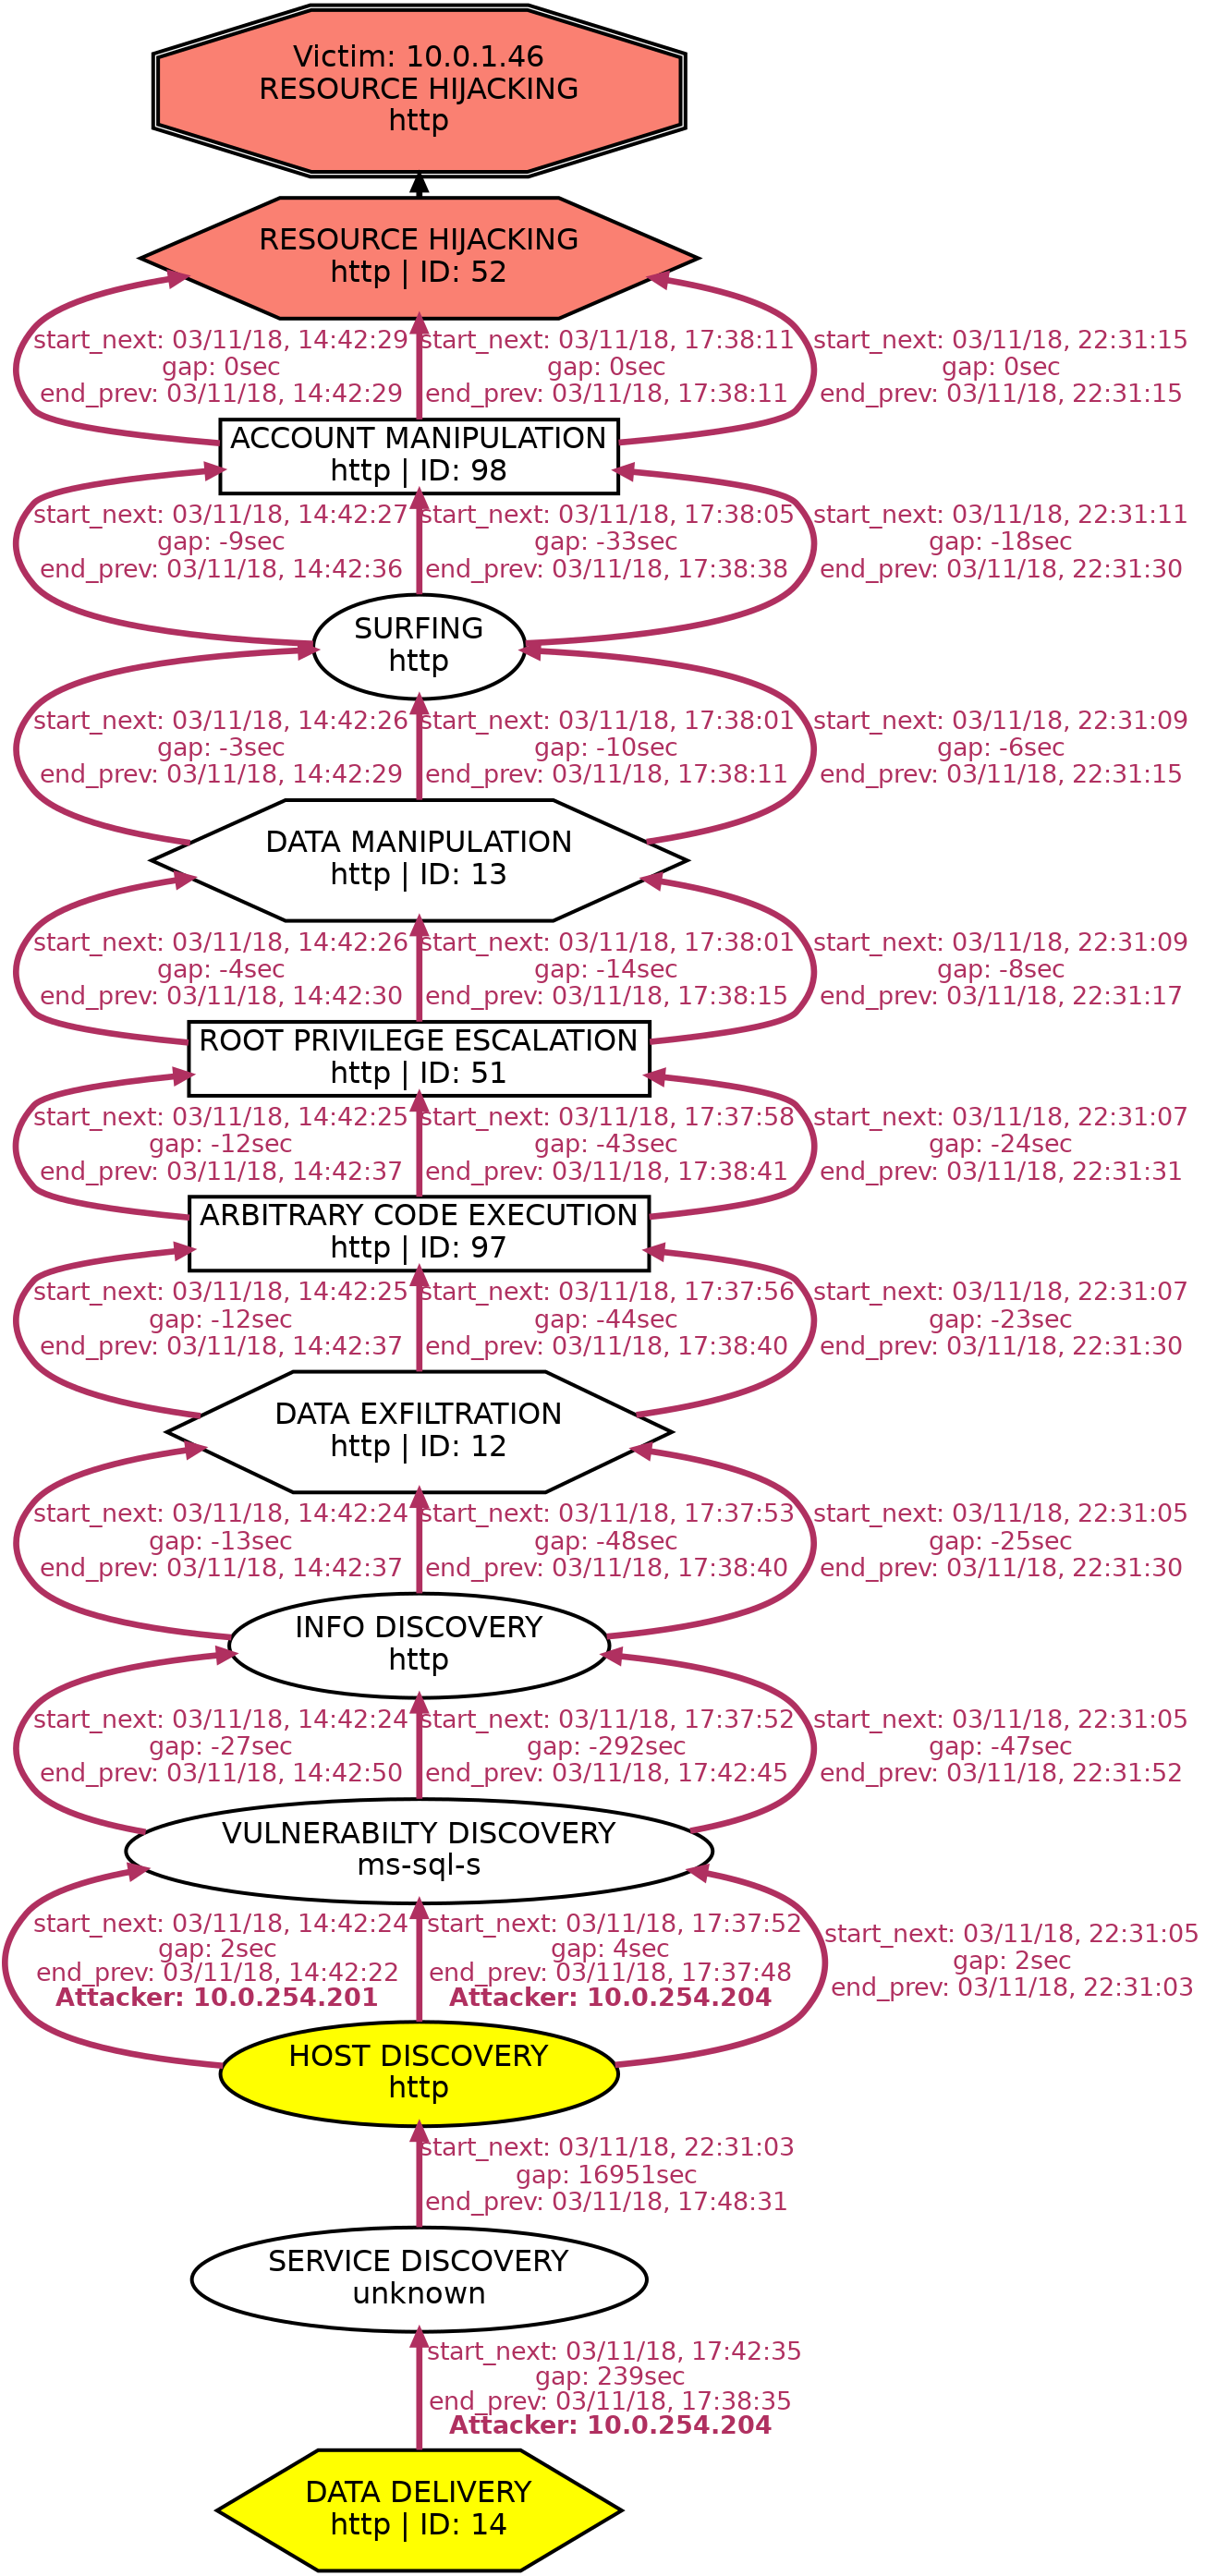 Victim: 10.0.1.46
RESOURCE HIJACKING
http
RESOURCE HIJACKING
http | ID: 52
start_next: 03/11/18, 14:42:29
gap: 0sec
end_prev: 03/11/18, 14:42:29
start_next: 03/11/18, 17:38:11
gap: 0sec
end_prev: 03/11/18, 17:38:11
start_next: 03/11/18, 22:31:15
gap: 0sec
end_prev: 03/11/18, 22:31:15
ACCOUNT MANIPULATION
http | ID: 98
start_next: 03/11/18, 14:42:27
gap: -9sec
end_prev: 03/11/18, 14:42:36
start_next: 03/11/18, 17:38:05
gap: -33sec
end_prev: 03/11/18, 17:38:38
start_next: 03/11/18, 22:31:11
gap: -18sec
end_prev: 03/11/18, 22:31:30
SURFING
http
start_next: 03/11/18, 14:42:26
gap: -3sec
end_prev: 03/11/18, 14:42:29
start_next: 03/11/18, 17:38:01
gap: -10sec
end_prev: 03/11/18, 17:38:11
start_next: 03/11/18, 22:31:09
gap: -6sec
end_prev: 03/11/18, 22:31:15
DATA MANIPULATION
http | ID: 13
start_next: 03/11/18, 14:42:26
gap: -4sec
end_prev: 03/11/18, 14:42:30
start_next: 03/11/18, 17:38:01
gap: -14sec
end_prev: 03/11/18, 17:38:15
start_next: 03/11/18, 22:31:09
gap: -8sec
end_prev: 03/11/18, 22:31:17
ROOT PRIVILEGE ESCALATION
http | ID: 51
start_next: 03/11/18, 14:42:25
gap: -12sec
end_prev: 03/11/18, 14:42:37
start_next: 03/11/18, 17:37:58
gap: -43sec
end_prev: 03/11/18, 17:38:41
start_next: 03/11/18, 22:31:07
gap: -24sec
end_prev: 03/11/18, 22:31:31
ARBITRARY CODE EXECUTION
http | ID: 97
start_next: 03/11/18, 14:42:25
gap: -12sec
end_prev: 03/11/18, 14:42:37
start_next: 03/11/18, 17:37:56
gap: -44sec
end_prev: 03/11/18, 17:38:40
start_next: 03/11/18, 22:31:07
gap: -23sec
end_prev: 03/11/18, 22:31:30
DATA EXFILTRATION
http | ID: 12
start_next: 03/11/18, 14:42:24
gap: -13sec
end_prev: 03/11/18, 14:42:37
start_next: 03/11/18, 17:37:53
gap: -48sec
end_prev: 03/11/18, 17:38:40
start_next: 03/11/18, 22:31:05
gap: -25sec
end_prev: 03/11/18, 22:31:30
INFO DISCOVERY
http
start_next: 03/11/18, 14:42:24
gap: -27sec
end_prev: 03/11/18, 14:42:50
start_next: 03/11/18, 17:37:52
gap: -292sec
end_prev: 03/11/18, 17:42:45
start_next: 03/11/18, 22:31:05
gap: -47sec
end_prev: 03/11/18, 22:31:52
VULNERABILTY DISCOVERY
ms-sql-s
start_next: 03/11/18, 14:42:24
gap: 2sec
end_prev: 03/11/18, 14:42:22
Attacker: 10.0.254.201
start_next: 03/11/18, 17:37:52
gap: 4sec
end_prev: 03/11/18, 17:37:48
Attacker: 10.0.254.204
start_next: 03/11/18, 22:31:05
gap: 2sec
end_prev: 03/11/18, 22:31:03
HOST DISCOVERY
http
start_next: 03/11/18, 22:31:03
gap: 16951sec
end_prev: 03/11/18, 17:48:31
SERVICE DISCOVERY
unknown
start_next: 03/11/18, 17:42:35
gap: 239sec
end_prev: 03/11/18, 17:38:35
Attacker: 10.0.254.204
DATA DELIVERY
http | ID: 14